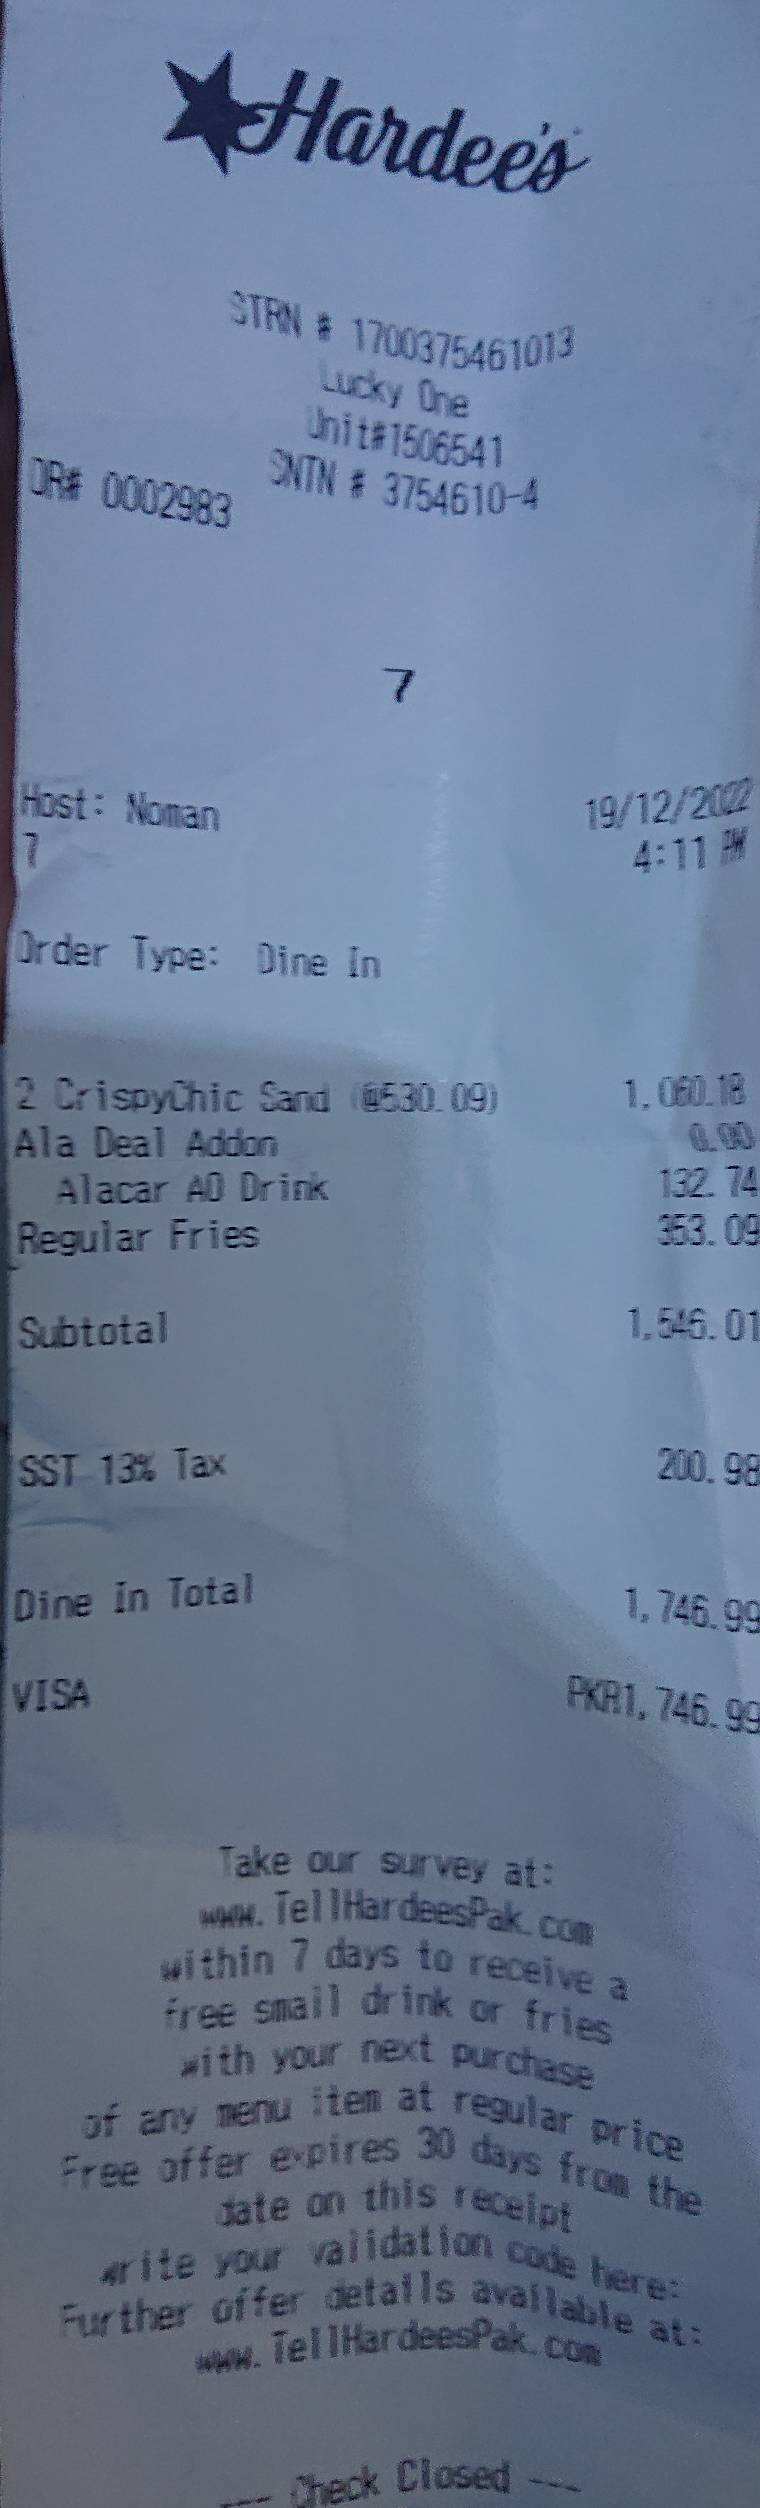 Hardee's
STRN # 1700375461013
Lucky One
Unit#1506541
SNTN # 3754610-4
OR# 0002983
7
Host: Noman 19/12/2022
7 4:11 PM
Order Type: Dine In
2 CrispyChic Sand (@530.09) 1,060.18
Ala Deal Addon 0.00
Alacar AO Drink 132.74
Regular Fries 353.09
Subtotal 1,546.01
SST 13% Tax 200.98
Dine In Total 1,746.99
VISA PKR1,746.99
Take our survey at:
www.TellHardeesPak.com
within 7 days to receive a
free small drink or fries
with your next purchase
of any menu item at regular price
Free offer expires 30 days from the
date on this receipt
write your validation code here:
Further offer details available at:
www.TellHardeesPak.com
--- Check Closed ---